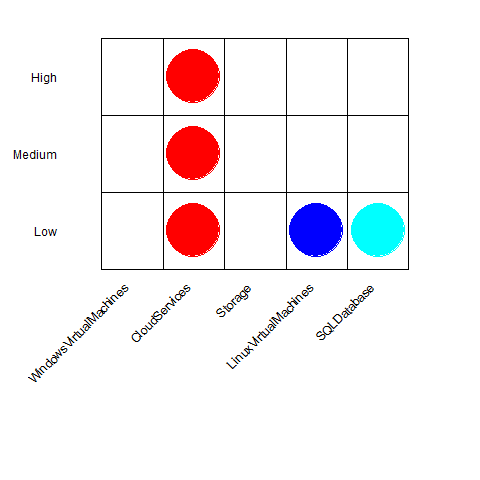 High
Medium
Low
WindowsVirtualMachines
CloudServices
Storage
LinuxVirtualMachines
SQLDatabase